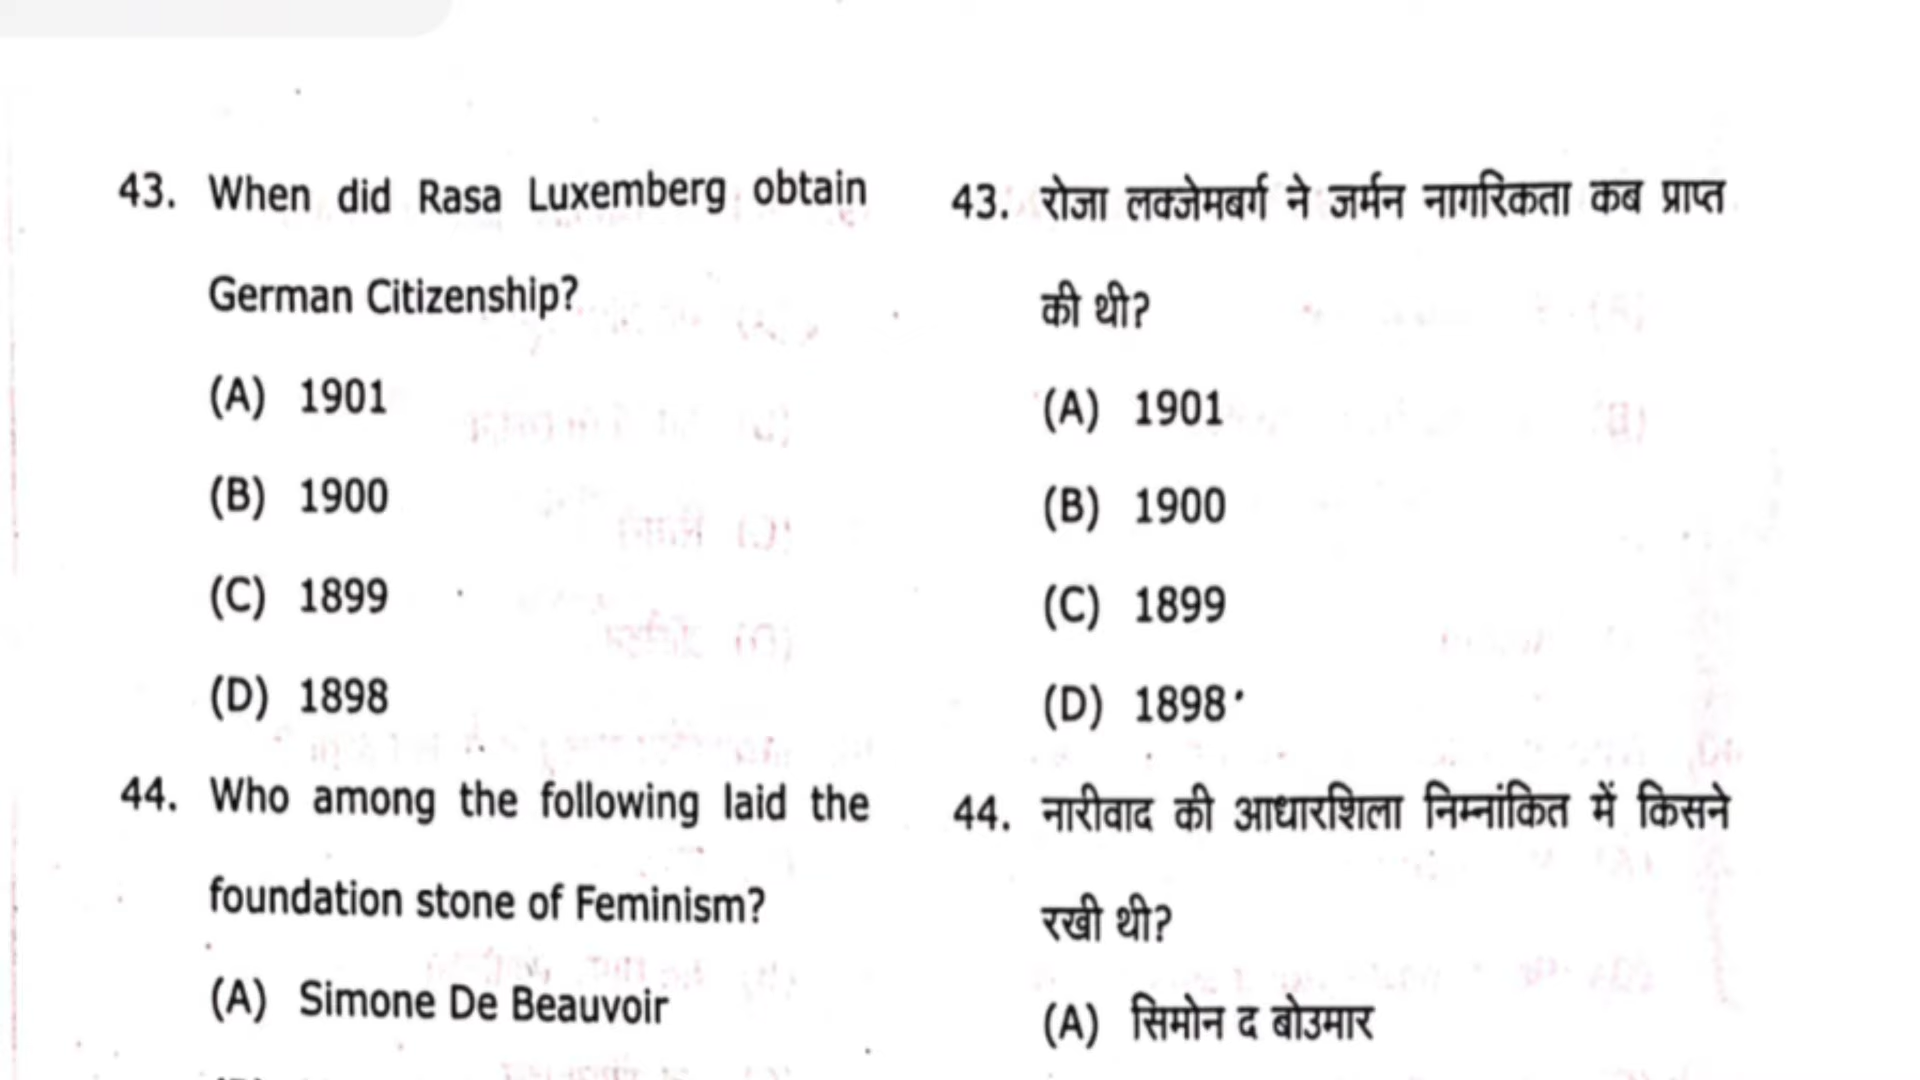 43. When did Rasa Luxemberg obtain
German Citizenship?
(A) 1901
(B) 1900
(C) 1899
(D) 1898
44. Who among the following laid the
foundation stone of Feminism?
(A) Simone De Beauvoir
43. रोजा लक्जेमबर्ग ने जर्मन नागरिकता कब प्राप्त
की थी?
(A) 1901
(B) 1900
(C) 1899
(D) 1898
44. नारीवाद की आधारशिला निम्नांकित में किसने
रखी थी?
(A) सिमोन द बोउमार